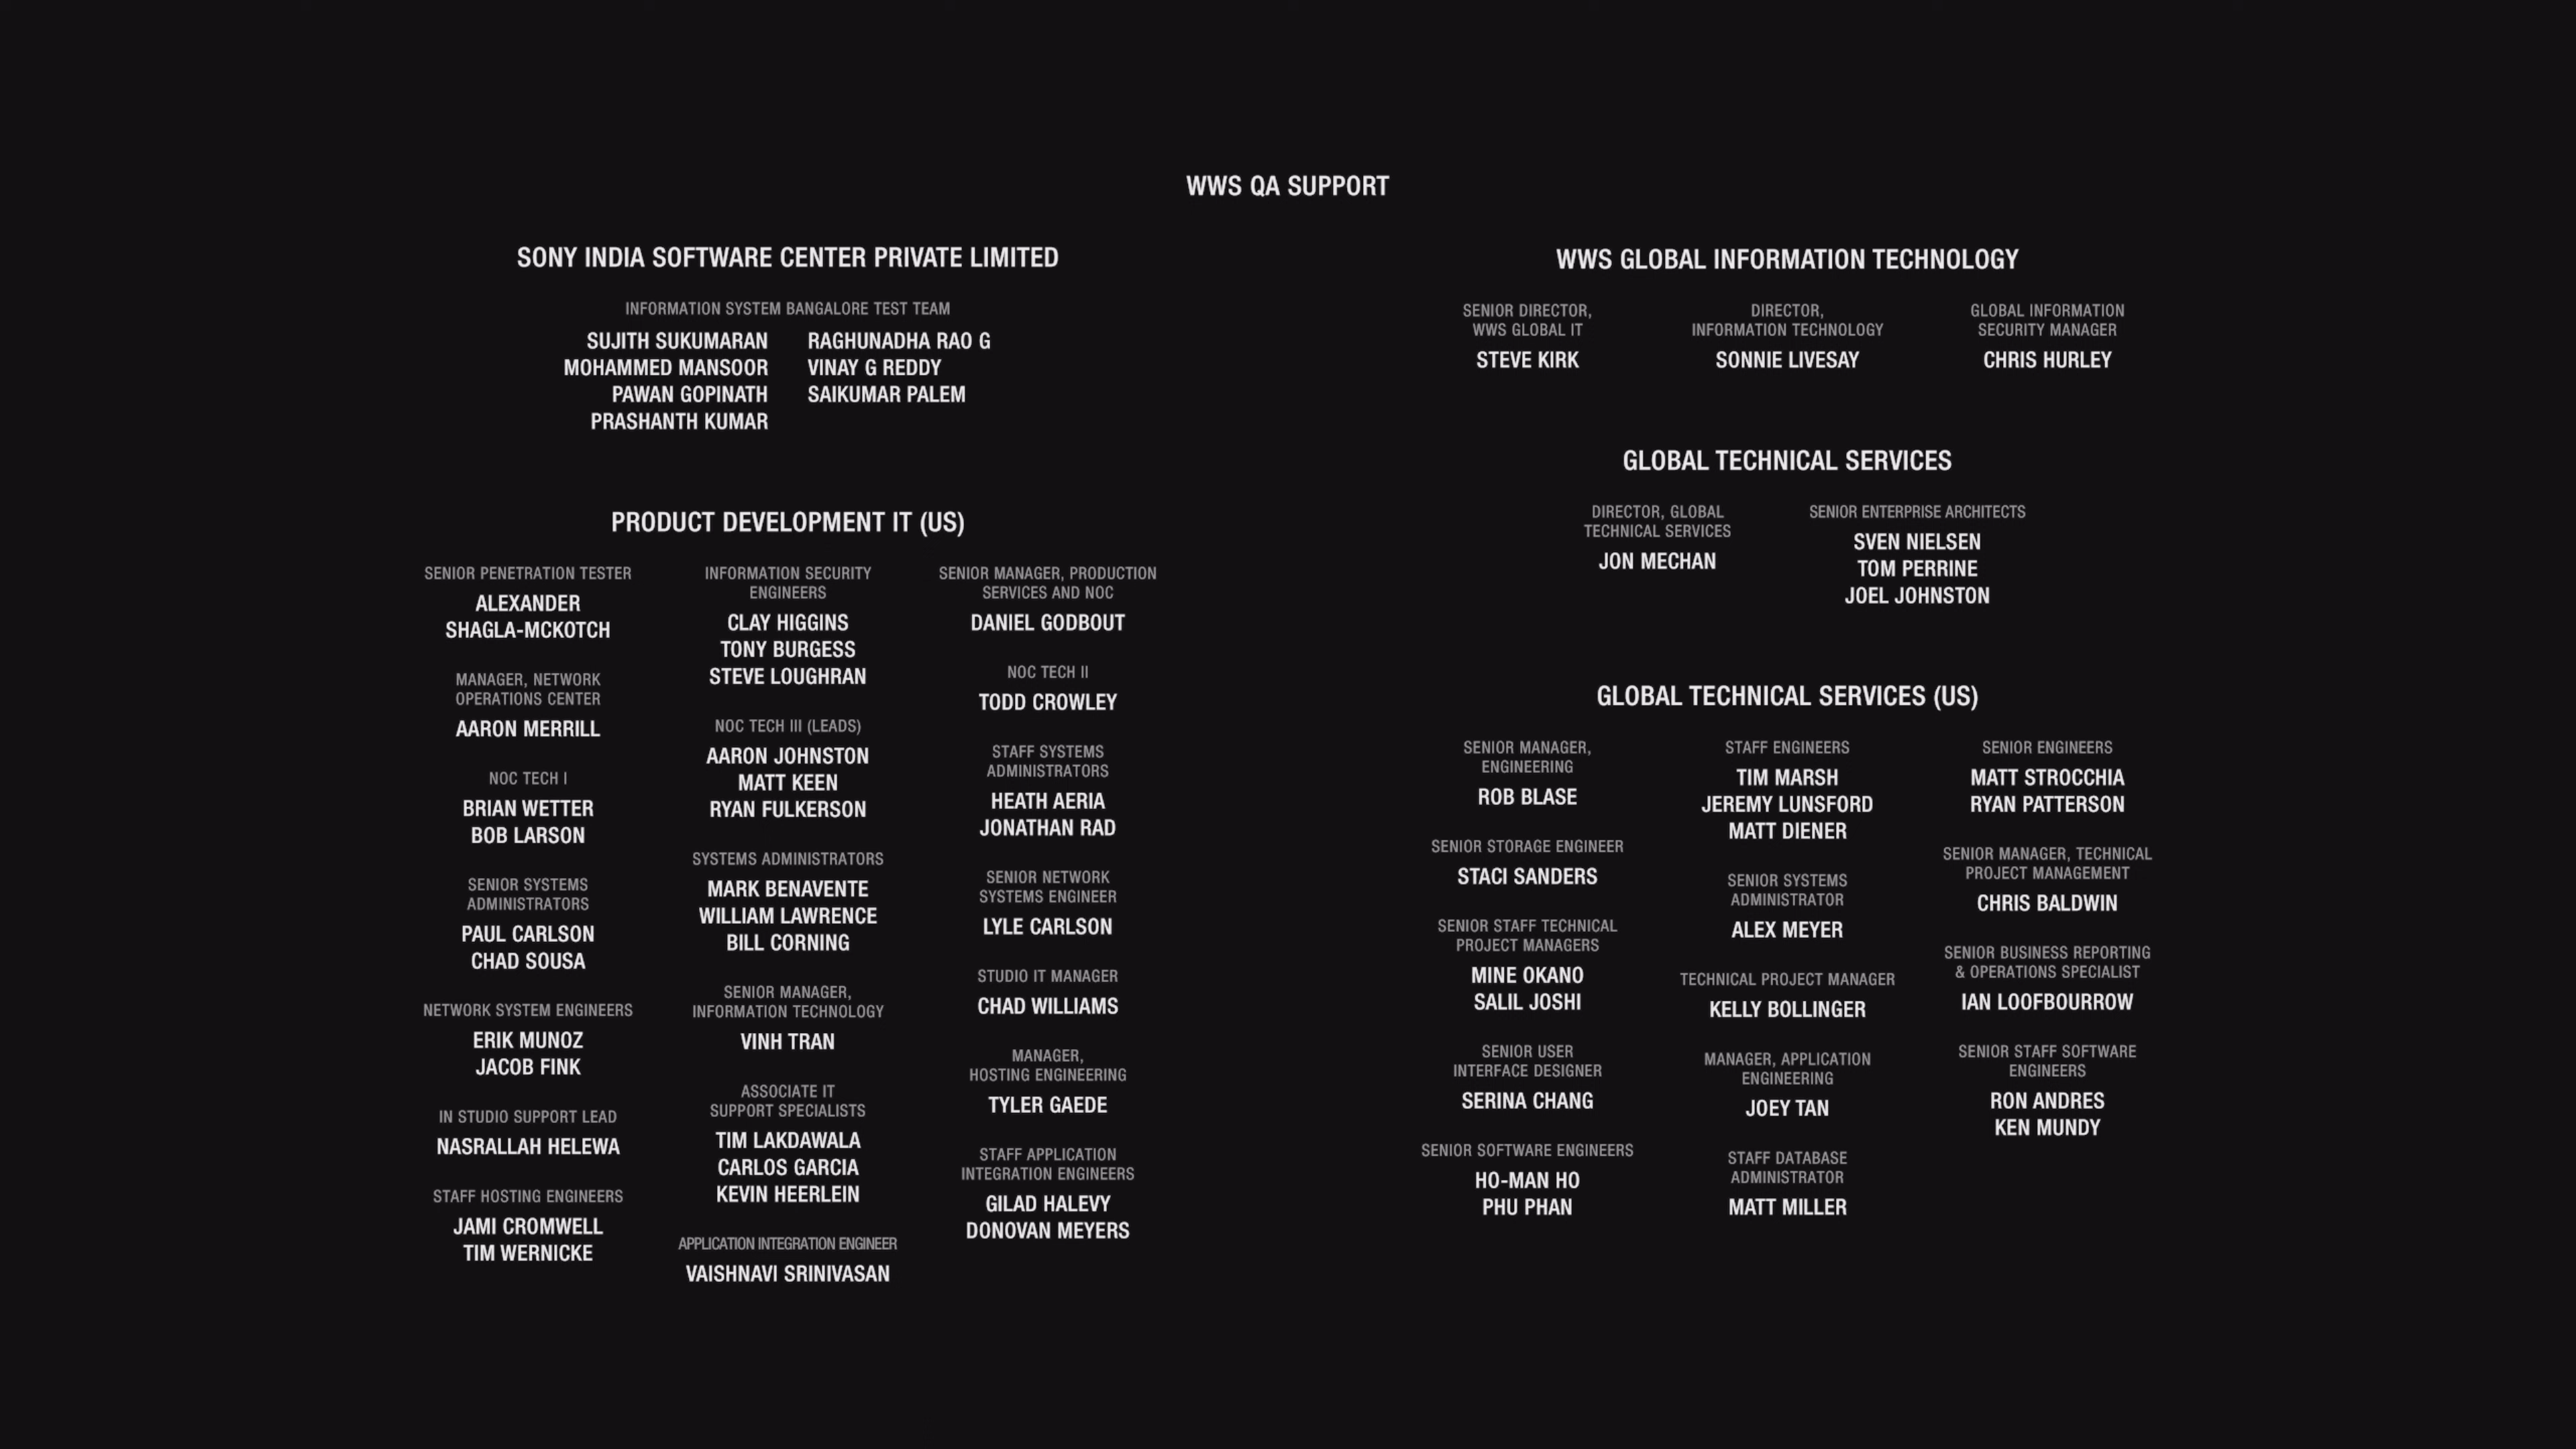 WWS QA SUPPORT
SONY INDIA SOFTWARE CENTER PRIVATE LIMITED
INFORMATION SYSTEM BANGALORE TEST TEAM
SUJITH SUKUMARAN
MOHAMMED MANSOOR
PAWAN GOPINATH
PRASHANTH KUMAR
RAGHUNADHA RAO G
VINAY G REDDY
SAIKUMAR PALEM
PRODUCT DEVELOPMENT IT (US)
SENIOR PENETRATION TESTER
ALEXANDER
SHAGLA-MCKOTCH
MANAGER, NETWORK
OPERATIONS CENTER
AARON MERRILL
NOC TECH I
BRIAN WETTER
BOB LARSON
SENIOR SYSTEMS
ADMINISTRATORS
PAUL CARLSON
CHAD SOUSA
NETWORK SYSTEM ENGINEERS
ERIK MUNOZ
JACOB FINK
IN STUDIO SUPPORT LEAD
NASRALLAH HELEWA
STAFF HOSTING ENGINEERS
JAMI CROMWELL
TIM WERNICKE
INFORMATION SECURITY
ENGINEERS
CLAY HIGGINS
TONY BURGESS
STEVE LOUGHRAN
NOC TECH III (LEADS)
AARON JOHNSTON
MATT KEEN
RYAN FULKERSON
SYSTEMS ADMINISTRATORS
MARK BENAVENTE
WILLIAM LAWRENCE
BILL CORNING
SENIOR MANAGER,
INFORMATION TECHNOLOGY
VINH TRAN
ASSOCIATE IT
SUPPORT SPECIALISTS
TIM LAKDAWALA
CARLOS GARCIA
KEVIN HEERLEIN
APPLICATION INTEGRATION ENGINEER
VAISHNAVI SRINIVASAN
SENIOR MANAGER, PRODUCTION
SERVICES AND NOC
DANIEL GODBOUT
NOC TECH II
TODD CROWLEY
STAFF SYSTEMS
ADMINISTRATORS
HEATH AERIA
JONATHAN RAD
SENIOR NETWORK
SYSTEMS ENGINEER
LYLE CARLSON
STUDIO IT MANAGER
CHAD WILLIAMS
MANAGER,
HOSTING ENGINEERING
TYLER GAEDE
STAFF APPLICATION
INTEGRATION ENGINEERS
GILAD HALEVY
DONOVAN MEYERS
WWS GLOBAL INFORMATION TECHNOLOGY
SENIOR DIRECTOR,
WWS GLOBAL IT
STEVE KIRK
DIRECTOR,
INFORMATION TECHNOLOGY
SONNIE LIVESAY
GLOBAL INFORMATION
SECURITY MANAGER
CHRIS HURLEY
GLOBAL TECHNICAL SERVICES
DIRECTOR, GLOBAL
TECHNICAL SERVICES
JON MECHAN
SENIOR ENTERPRISE ARCHITECTS
SVEN NIELSEN
TOM PERRINE
JOEL JOHNSTON
GLOBAL TECHNICAL SERVICES (US)
SENIOR MANAGER,
ENGINEERING
ROB BLASE
SENIOR STORAGE ENGINEER
STACI SANDERS
SENIOR STAFF TECHNICAL
PROJECT MANAGERS
MINE OKANO
SALIL JOSHI
SENIOR USER
INTERFACE DESIGNER
SERINA CHANG
SENIOR SOFTWARE ENGINEERS
HO-MAN HO
PHU PHAN
STAFF ENGINEERS
TIM MARSH
JEREMY LUNSFORD
MATT DIENER
SENIOR SYSTEMS
ADMINISTRATOR
ALEX MEYER
TECHNICAL PROJECT MANAGER
KELLY BOLLINGER
MANAGER, APPLICATION
ENGINEERING
JOEY TAN
STAFF DATABASE
ADMINISTRATOR
MATT MILLER
SENIOR ENGINEERS
MATT STROCCHIA
RYAN PATTERSON
SENIOR MANAGER, TECHNICAL
PROJECT MANAGEMENT
CHRIS BALDWIN
SENIOR BUSINESS REPORTING
& OPERATIONS SPECIALIST
IAN LOOFBOURROW
SENIOR STAFF SOFTWARE
ENGINEERS
RON ANDRES
KEN MUNDY